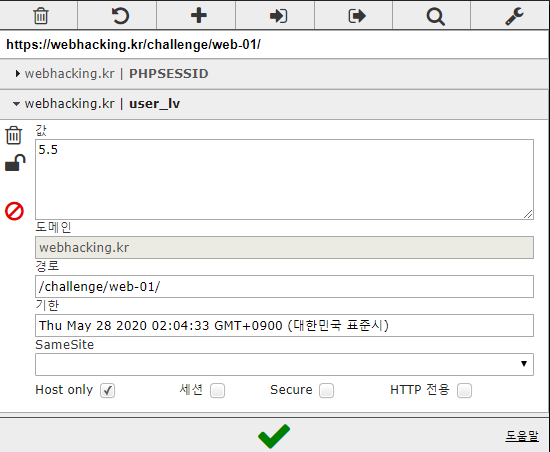 https://webhacking.kr/challenge/web-01/
webhacking.kr | PHPSESSID
webhacking.kr | user_lv
값
5.5
도메인
webhacking.kr
경로
/challenge/web-01/
기한
Thu May 28 2020 02:04:33 GMT+0900 (대한민국 표준시)
SameSite
Host only 세션 Secure HTTP 전용
도움말